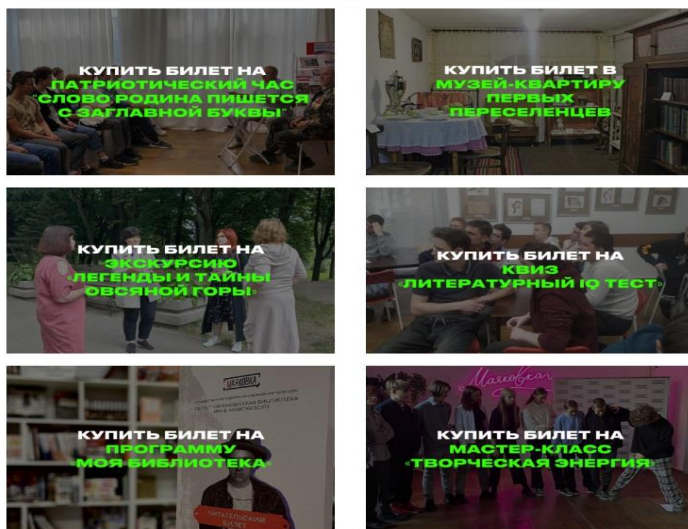 КУПИТЬ БИЛЕТ НА
ПАТРИОТИЧЕСКИЙ ЧАС
"СЛОВО РОДИНА ПИШЕТСЯ
С ЗАГЛАВНОЙ БУКВЫ"
КУПИТЬ БИЛЕТ В
МУЗЕЙ-КВАРТИРУ
ПЕРВЫХ
ПЕРЕСЕЛЕНЦЕВ
КУПИТЬ БИЛЕТ НА
«ЭКСКУРСИЮ
«ЛЕГЕНДЫ И ТАЙНЫ
ОВСЯНОЙ ГОРЫ»
КУПИТЬ БИЛЕТ НА
КВИЗ
«ЛИТЕРАТУРНЫЙ IQ ТЕСТ»
МАЯКОВКА
КУПИТЬ БИЛЕТ НА
ПРОГРАММУ
«МОЯ БИБЛИОТЕКА»
ЧИТАТЕЛЬСКИЙ
БИЛЕТ
Маяковский
КУПИТЬ БИЛЕТ НА
МАСТЕР-КЛАСС
«ТВОРЧЕСКАЯ ЭНЕРГИЯ»